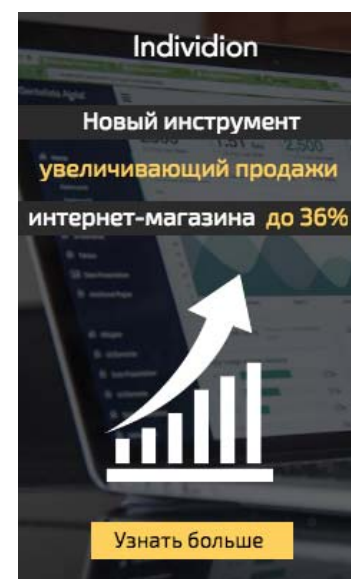 Individion
Новый инструмент
увеличивающий продажи
интернет-магазина до 36%
Узнать больше